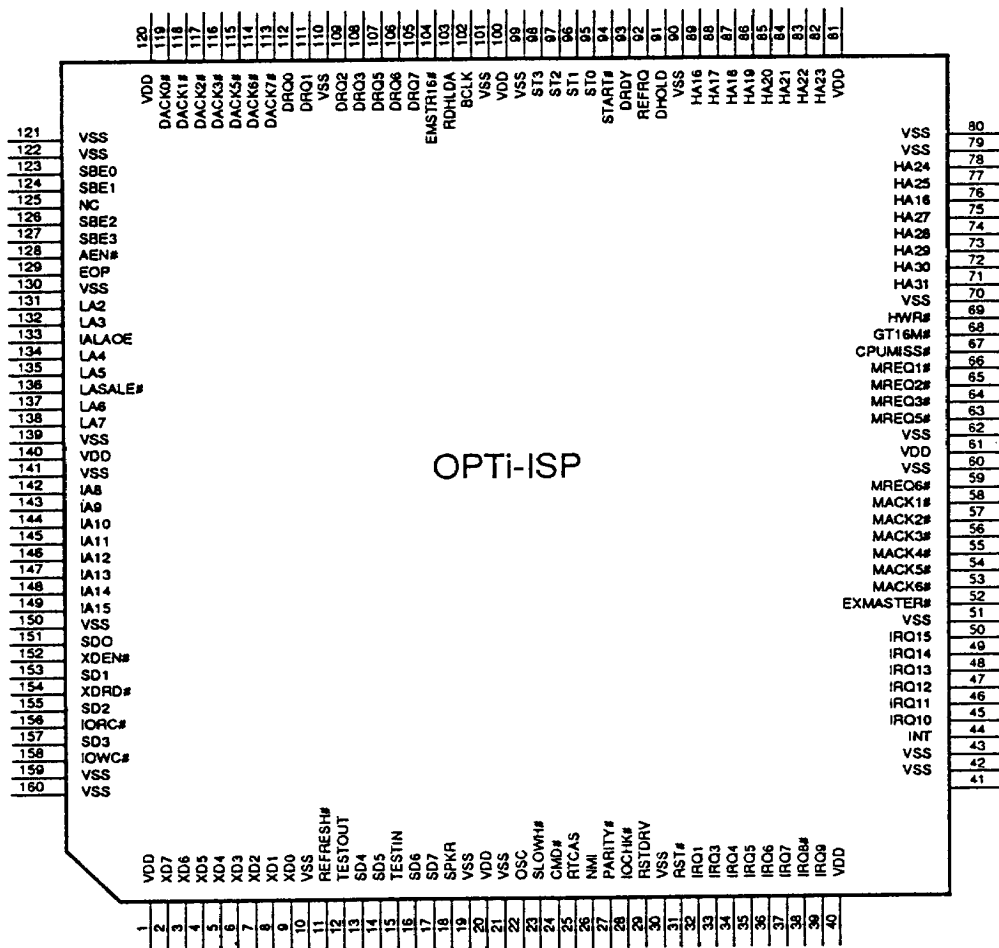 120 119 118 117 116 115 114 113 112 111 110 109 108 107 106 105 104 103 102 101 100 99 98 97 96 95 94 93 92 91 90 89 88 87 86 85 84 83 82 81
VDD DACK0# DACK1# DACK2# DACK3# DACK5# DACK6# DACK7# DRQ0 DRQ1 VSS DRQ2 DRQ3 DRQ5 DRQ6 DRQ7 EMSTR16# RDHLDA BCLK VSS VDD VSS ST3 ST2 ST1 ST0 START# DRDY REFRQ DHOLD VSS HA16 HA17 HA18 HA19 HA20 HA21 HA22 HA23 VDD
121 VSS
122 VSS
123 SBE0
124 SBE1
125 NC
126 SBE2
127 SBE3
128 AEN#
129 EOP
130 VSS
131 LA2
132 LA3
133 IALAOE
134 LA4
135 LA5
136 LASALE#
137 LA6
138 LA7
139 VSS
140 VDD
141 VSS
142 IA8
143 IA9
144 IA10
145 IA11
146 IA12
147 IA13
148 IA14
149 IA15
150 VSS
151 SD0
152 XDEN#
153 SD1
154 XDRD#
155 SD2
156 IORC#
157 SD3
158 IOWC#
159 VSS
160 VSS
OPTi-ISP
VSS 80
VSS 79
HA24 78
HA25 77
HA16 76
HA27 75
HA28 74
HA29 73
HA30 72
HA31 71
VSS 70
HWR# 69
GT16M# 68
CPUMISS# 67
MREQ1# 66
MREQ2# 65
MREQ3# 64
MREQ5# 63
VSS 62
VDD 61
VSS 60
MREQ6# 59
MACK1# 58
MACK2# 57
MACK3# 56
MACK4# 55
MACK5# 54
MACK6# 53
EXMASTER# 52
VSS 51
IRQ15 50
IRQ14 49
IRQ13 48
IRQ12 47
IRQ11 46
IRQ10 45
INT 44
VSS 43
VSS 42
41
VDD XD7 XD6 XD5 XD4 XD3 XD2 XD1 XD0 VSS REFRESH# TESTOUT SD4 SD5 TESTIN SD6 SD7 SPKR VSS VDD VSS OSC SLOWH# CMD# RTCAS NMI PARITY# IOCHK# RSTDRV VSS RST# IRQ1 IRQ3 IRQ4 IRQ5 IRQ6 IRQ7 IRQ8# IRQ9 VDD
1 2 3 4 5 6 7 8 9 10 11 12 13 14 15 16 17 18 19 20 21 22 23 24 25 26 27 28 29 30 31 32 33 34 35 36 37 38 39 40